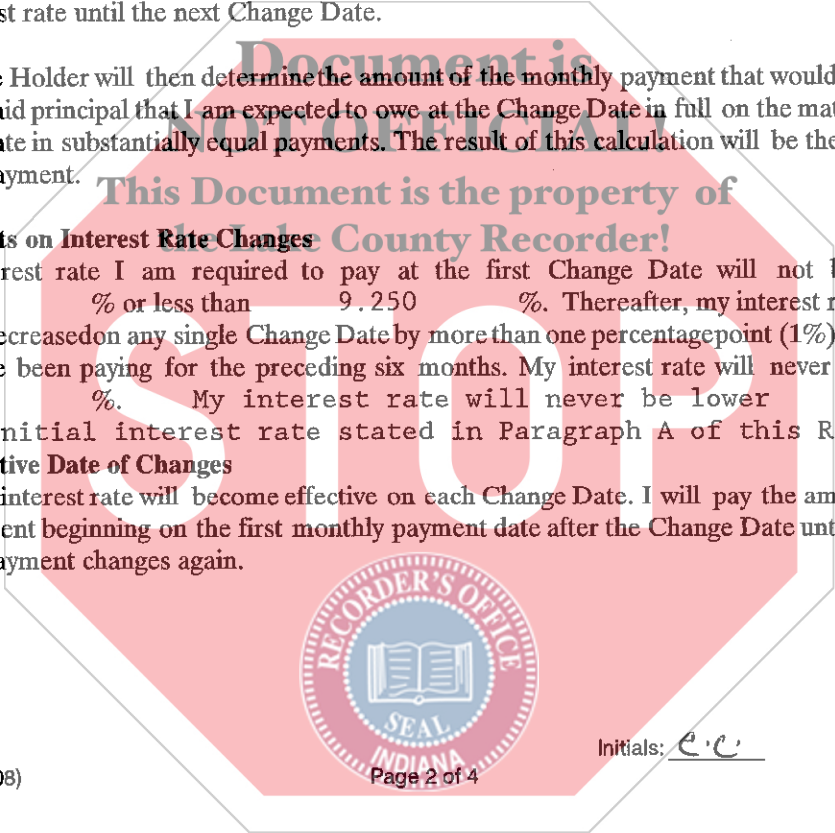 st rate until the next Change Date.
Document is
Holder will then determine the amount of the monthly payment that would
aid principal that I am expected to owe at the Change Date in full on the mat
NOT OFFICIAL!
te in substantially equal payments. The result of this calculation will be the
ayment.
This Document is the property of
the Lake County Recorder!
ts on Interest Rate Changes
rest rate I am required to pay at the first Change Date will not
% or less than 9.250 %. Thereafter, my interest r
ecreasedon any single Change Date by more than one percentagepoint (1%)
e been paying for the preceding six months. My interest rate will never
%. My interest rate will never be lower
nitial interest rate stated in Paragraph A of this R
STOP
tive Date of Changes
interest rate will become effective on each Change Date. I will pay the am
ent beginning on the first monthly payment date after the Change Date unt
ayment changes again.
RECORDER'S OFFICE
SEAL
INDIANA
Initials: C.C
08)
Page 2 of 4